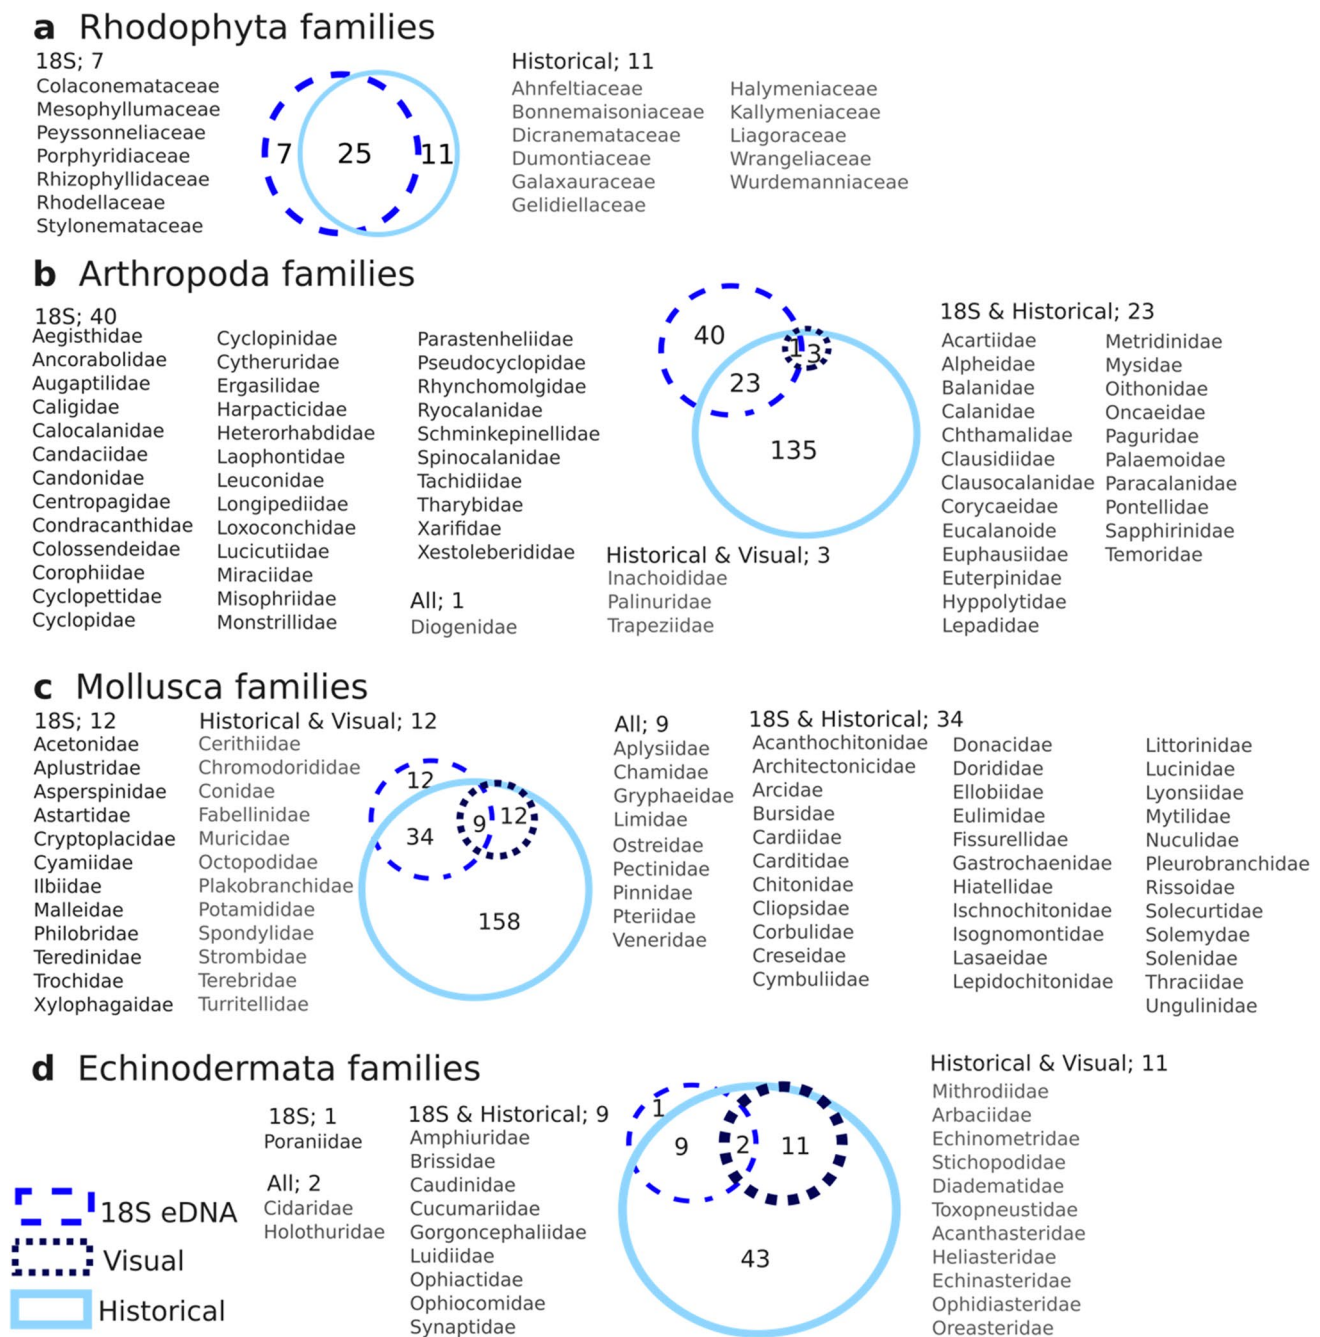 a Rhodophyta families
18S; 7
Colaconemataceae
Mesophyllumaceae
Peyssonneliaceae
Porphyridiaceae
Rhizophyllidaceae
Rhodellaceae
Stylonemataceae
7 25 11
Historical; 11
Ahnfeltiaceae
Bonnemaisoniaceae
Dicranemataceae
Dumontiaceae
Galaxauraceae
Gelidiellaceae
Halymeniaceae
Kallymeniaceae
Liagoraceae
Wrangeliaceae
Wurdemanniaceae
b Arthropoda families
18S; 40
Aegisthidae
Ancorabolidae
Augaptilidae
Caligidae
Calocalanidae
Candaciidae
Candonidae
Centropagidae
Condracanthidae
Colossendeidae
Corophiidae
Cyclopettidae
Cyclopidae
Cyclopinidae
Cytheruridae
Ergasilidae
Harpacticidae
Heterorhabdidae
Laophontidae
Leuconidae
Longipediidae
Loxoconchidae
Lucicutiidae
Miraciidae
Misophriidae
Monstrillidae
Parastenheliidae
Pseudocyclopidae
Rhynchomolgidae
Ryocalanidae
Schminkepinellidae
Spinocalanidae
Tachidiidae
Tharybidae
Xarifidae
Xestoleberididae
All; 1
Diogenidae
40
1 3
23
135
Historical & Visual; 3
Inachoididae
Palinuridae
Trapeziidae
18S & Historical; 23
Acartiidae
Alpheidae
Balanidae
Calanidae
Chthamalidae
Clausidiidae
Clausocalanidae
Corycaeidae
Eucalanoide
Euphausiidae
Euterpinidae
Hyppolytidae
Lepadidae
Metridinidae
Mysidae
Oithonidae
Oncaeidae
Paguridae
Palaemoidae
Paracalanidae
Pontellidae
Sapphirinidae
Temoridae
c Mollusca families
18S; 12
Acetonidae
Aplustridae
Asperspinidae
Astartidae
Cryptoplacidae
Cyamiidae
Ilbiidae
Malleidae
Philobridae
Teredinidae
Trochidae
Xylophagaidae
Historical & Visual; 12
Cerithiidae
Chromodorididae
Conidae
Fabellinidae
Muricidae
Octopodidae
Plakobranchidae
Potamididae
Spondylidae
Strombidae
Terebridae
Turritellidae
12
34 9 12
158
All; 9
Aplysiidae
Chamidae
Gryphaeidae
Limidae
Ostreidae
Pectinidae
Pinnidae
Pteriidae
Veneridae
18S & Historical; 34
Acanthochitonidae
Architectonicidae
Arcidae
Bursidae
Cardiidae
Carditidae
Chitonidae
Cliopsidae
Corbulidae
Creseidae
Cymbuliidae
Donacidae
Dorididae
Ellobiidae
Eulimidae
Fissurellidae
Gastrochaenidae
Hiatellidae
Ischnochitonidae
Isognomontidae
Lasaeidae
Lepidochitonidae
Littorinidae
Lucinidae
Lyonsiidae
Mytilidae
Nuculidae
Pleurobranchidae
Rissoidae
Solecurtidae
Solemydae
Solenidae
Thraciidae
Ungulinidae
d Echinodermata families
18S; 1
Poraniidae
All; 2
Cidaridae
Holothuridae
18S & Historical; 9
Amphiuridae
Brissidae
Caudinidae
Cucumariidae
Gorgoncephaliidae
Luidiidae
Ophiactidae
Ophiocomidae
Synaptidae
1
9 2 11
43
Historical & Visual; 11
Mithrodiidae
Arbaciidae
Echinometridae
Stichopodidae
Diadematidae
Toxopneustidae
Acanthasteridae
Heliasteridae
Echinasteridae
Ophidiasteridae
Oreasteridae
18S eDNA
Visual
Historical